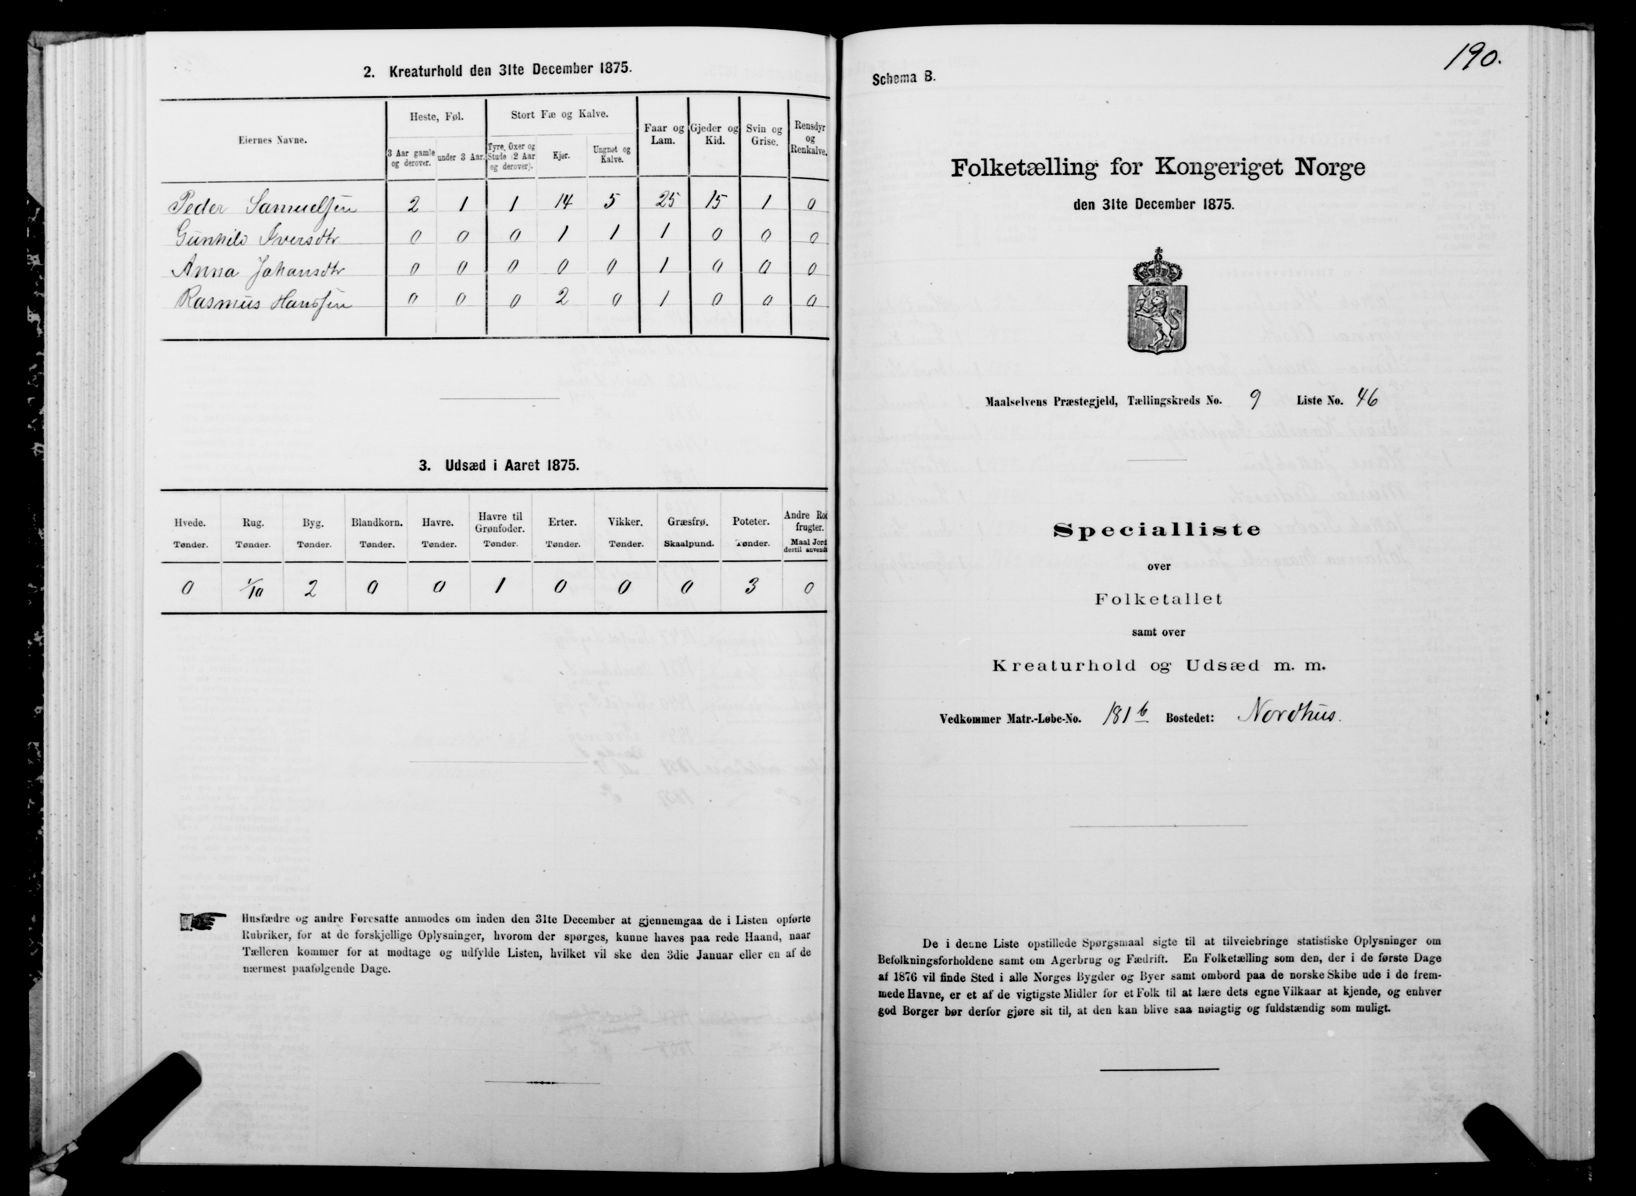 2. Kreaturhold den 31te December 1875.
Eiernes Navne.
Heste, Føl.
Stort Fæ og Kalve.
Faar og Lam.
Gjeder og Kid.
Svin og Grise.
Rensdyr og Renkalve.
3 Aar gamle og derover.
under 3 Aar.
Tyre, Oxer og Stude (2 Aar og derover).
Kjør.
Ungnøt og Kalve.
Peder Samuelsen 2 1 1 14 5 25 15 1 0
Gunhild Iversdtr 0 0 0 1 1 1 0 0 0
Anna Johansdtr 0 0 0 0 0 1 0 0 0
Rasmus Hansen 0 0 0 2 0 1 0 0 0
3. Udsæd i Aaret 1875.
Hvede. Rug. Byg. Blandkorn. Havre. Havre til Grønfoder. Erter. Vikker. Græsfrø. Poteter. Andre Rod frugter.
Tønder. Tønder. Tønder. Tønder. Tønder. Tønder. Tønder. Tønder. Skaalpund. Tønder. Maal Jord dertil anvendt
0 1/10 2 0 0 1 0 0 0 3 0
Husfædre og andre Foresatte anmodes om inden den 31te December at gjennemgaa de i Listen opførte
Rubriker, for at de forskjellige Oplysninger, hvorom der spørges, kunne haves paa rede Haand, naar
Tælleren kommer for at modtage og udfylde Listen, hvilket vil ske den 3die Januar eller en af de
nærmest paafølgende Dage.
190.
Schema B.
Folketælling for Kongeriget Norge
den 31te December 1875.
Maalselvens Præstegjeld, Tællingskreds No. 9 Liste No. 46
Specialliste
over
Folketallet
samt over
Kreaturhold og Udsæd m. m.
Vedkommer Matr.-Løbe-No. 181 b Bostedet: Nordhus.
De i denne Liste opstillede Spørgsmaal sigte til at tilveiebringe statistiske Oplysninger om
Befolkningsforholdene samt om Agerbrug og Fædrift. En Folketælling som den, der i de første Dage
af 1876 vil finde Sted i alle Norges Bygder og Byer samt ombord paa de norske Skibe ude i de frem-
mede Havne, er et af de vigtigste Midler for et Folk til at lære dets egne Vilkaar at kjende, og enhver
god Borger bør derfor gjøre sit til, at den kan blive saa nøiagtig og fuldstændig som muligt.